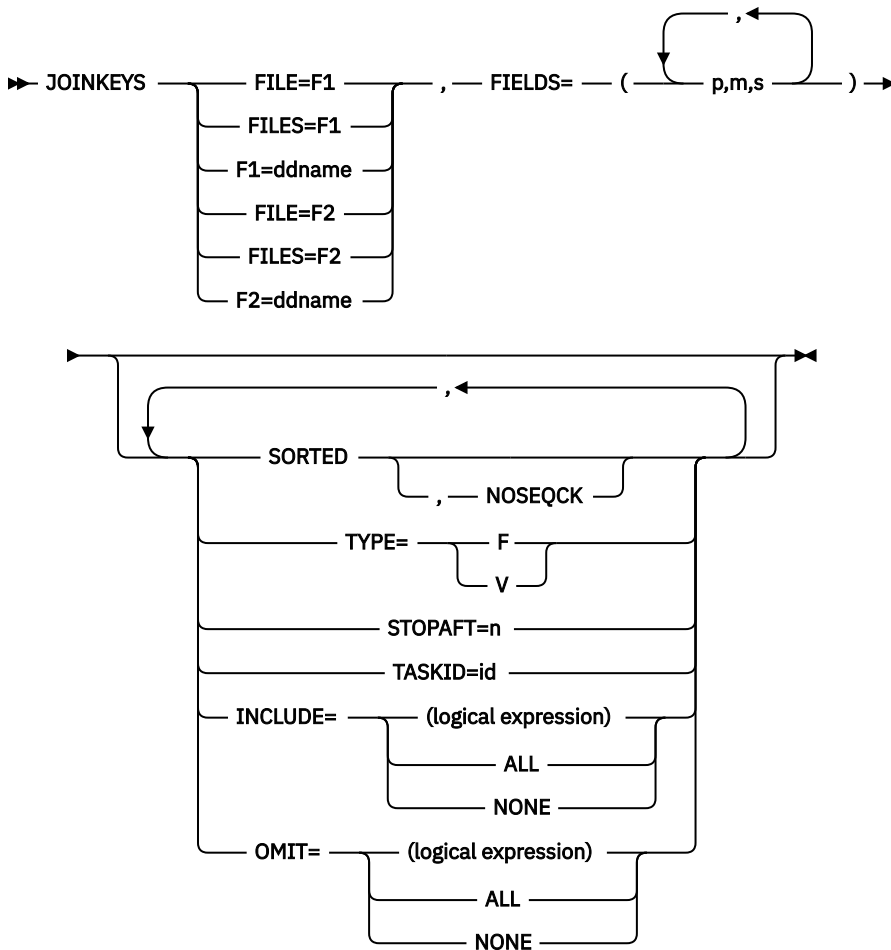 ,
JOINKEYS FILE=F1 , FIELDS= ( p,m,s )
FILES=F1
F1=ddname
FILE=F2
FILES=F2
F2=ddname
,
SORTED
, NOSEQCK
TYPE= F
V
STOPAFT=n
TASKID=id
INCLUDE= (logical expression)
ALL
NONE
OMIT= (logical expression)
ALL
NONE